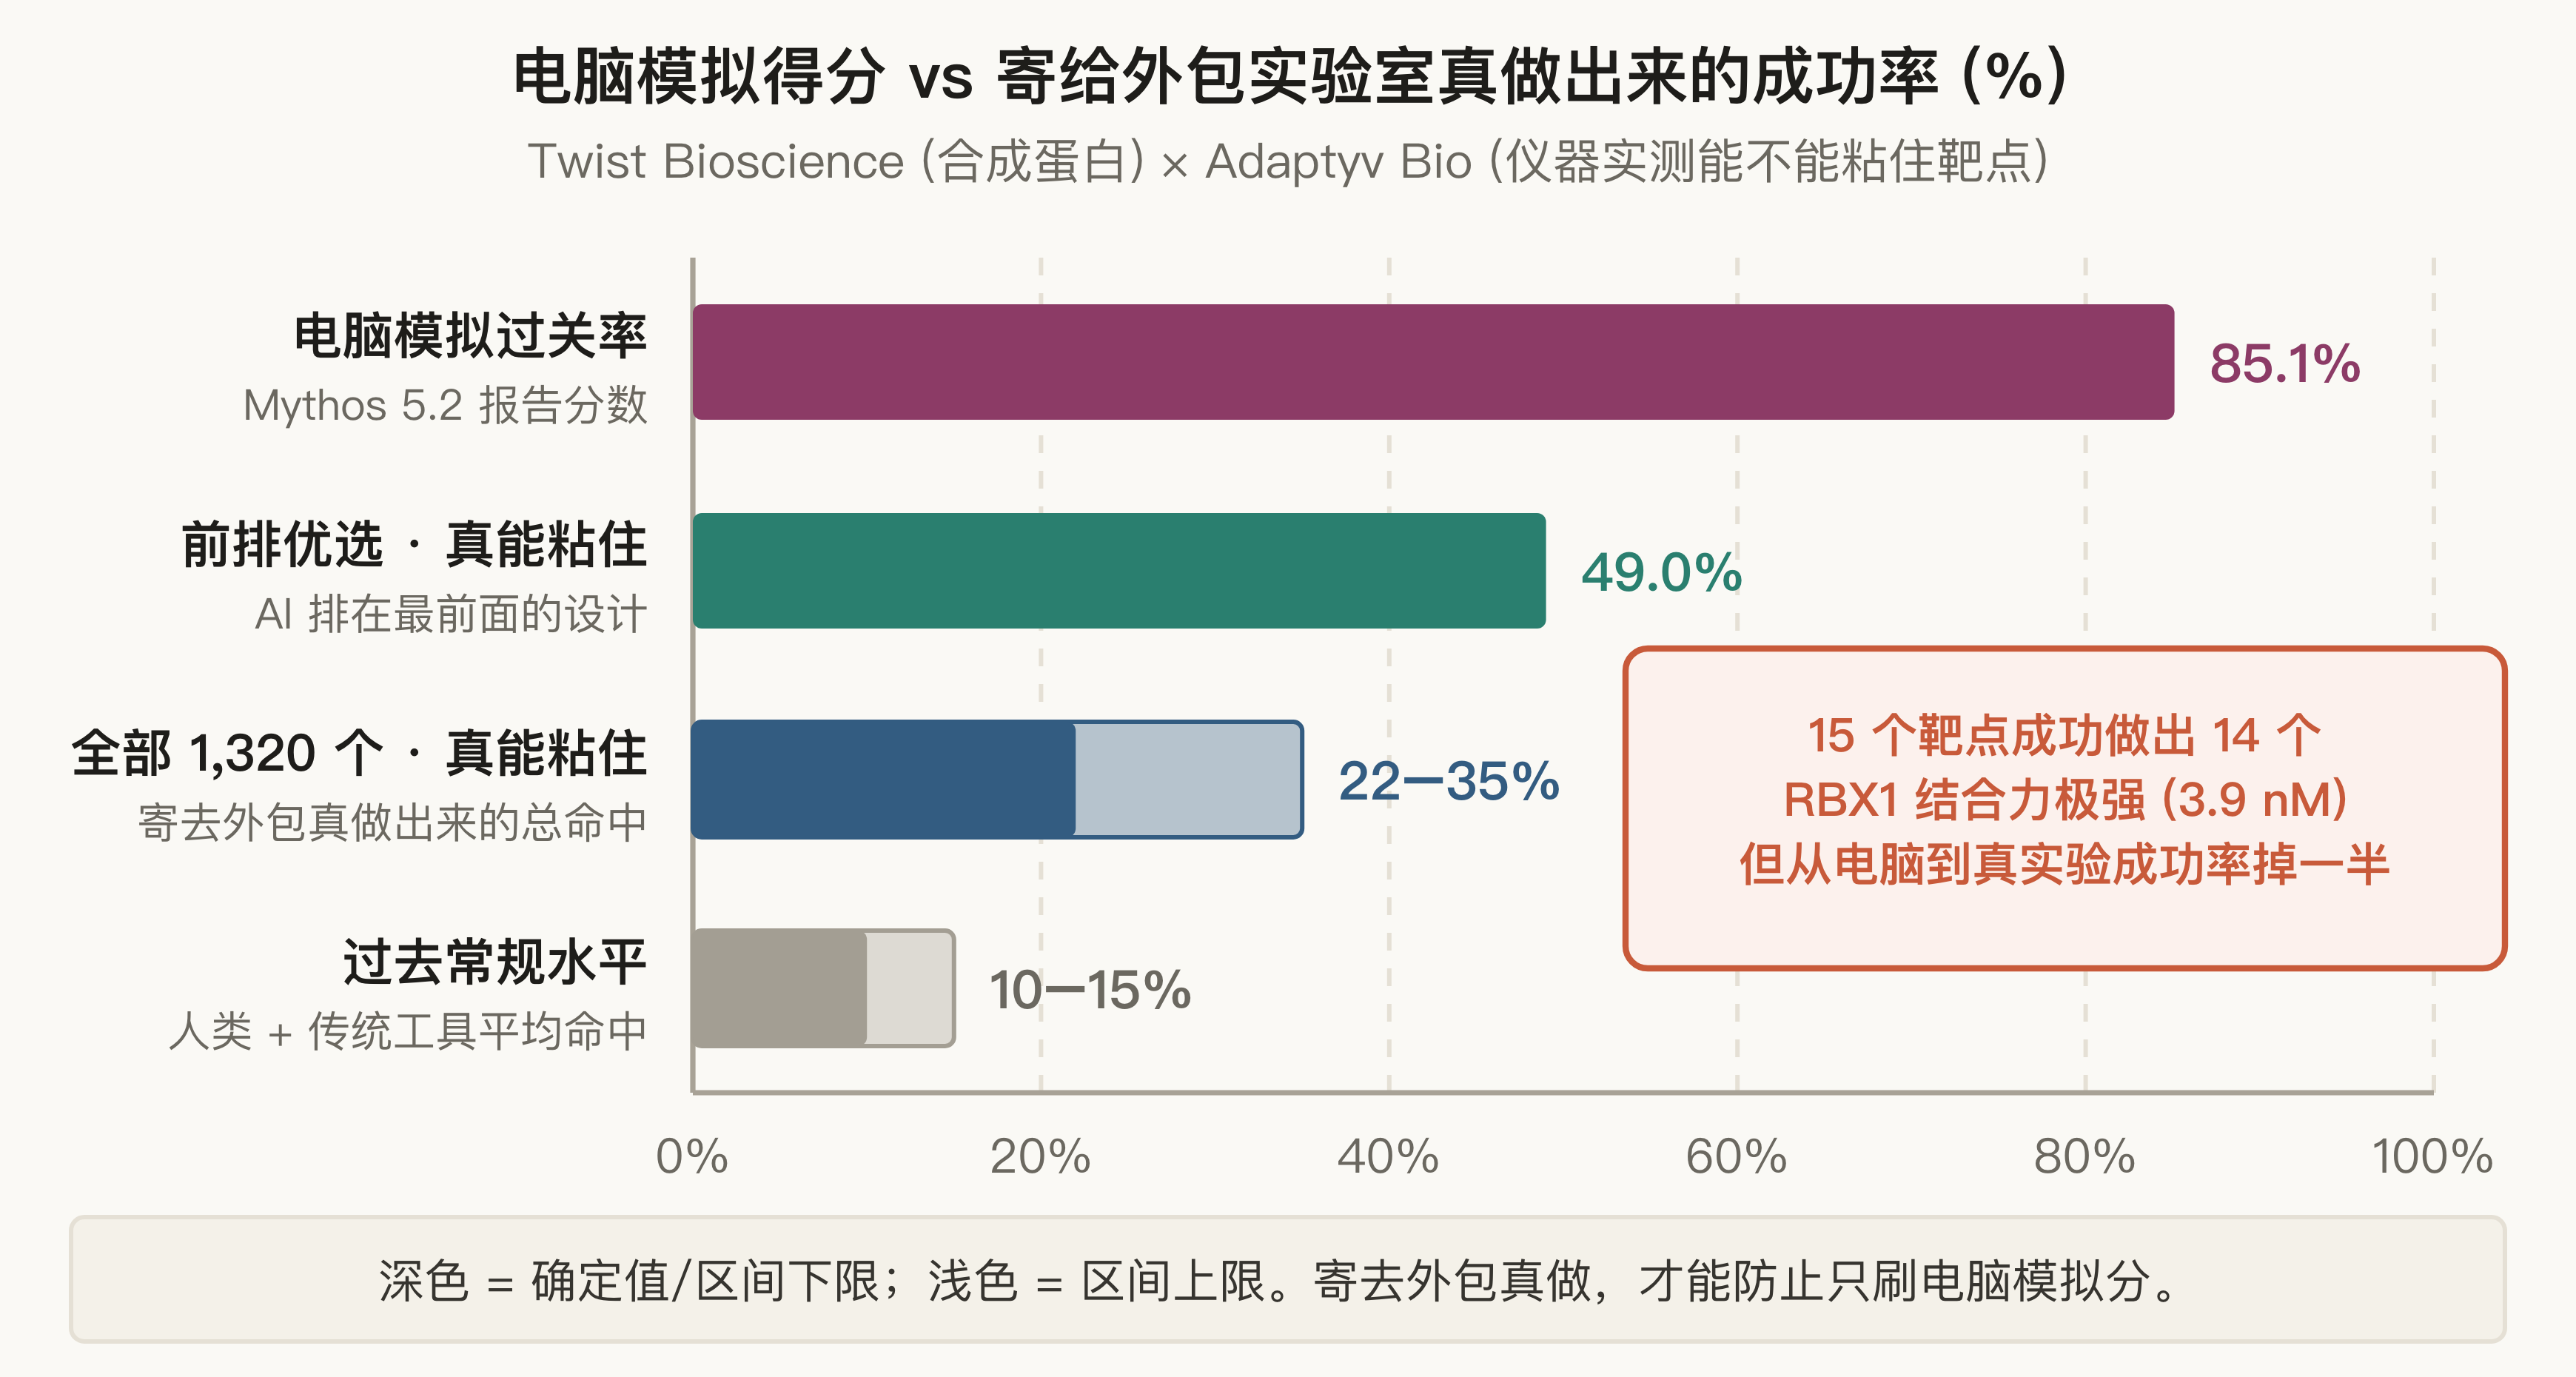 电脑模拟得分 vs 寄给外包实验室真做出来的成功率 (%)
Twist Bioscience (合成蛋白) × Adaptyv Bio (仪器实测能不能粘住靶点)
电脑模拟过关率
Mythos 5.2 报告分数
85.1%
前排优选 · 真能粘住
AI 排在最前面的设计
49.0%
全部 1,320 个 · 真能粘住
寄去外包真做出来的总命中
22–35%
15 个靶点成功做出 14 个
RBX1 结合力极强 (3.9 nM)
但从电脑到真实验成功率掉一半
过去常规水平
人类 + 传统工具平均命中
10–15%
0% 20% 40% 60% 80% 100%
深色 = 确定值/区间下限；浅色 = 区间上限。寄去外包真做，才能防止只刷电脑模拟分。